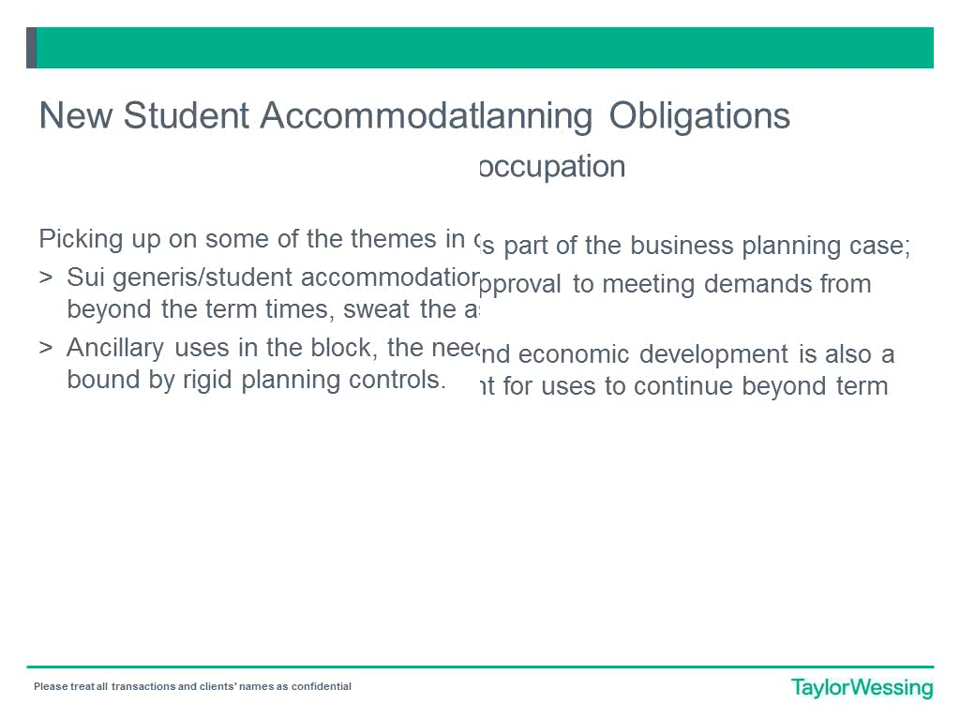 New Student Accommodatlanning Obligations
occupation
Picking up on some of the themes in
s part of the business planning case;
> Sui generis/student accommodation
pproval to meeting demands from
beyond the term times, sweat the
> Ancillary uses in the block, the
nd economic development is also a
bound by rigid planning controls.
for uses to continue beyond term
Please treat all transactions and clients' names as confidential
TaylorWessing